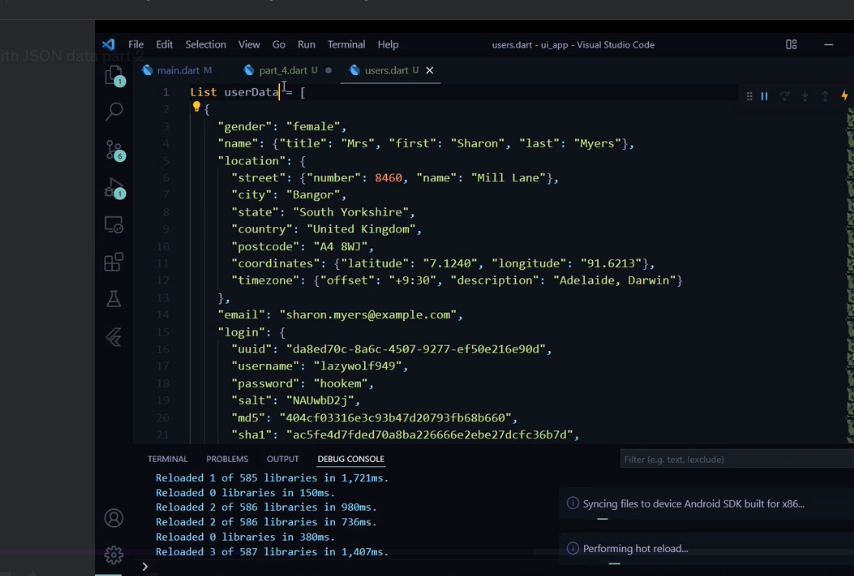 ith JSON data part 2
File Edit Selection View Go Run Terminal Help
users.dart - ui_app - Visual Studio Code
main.dart M
part_4.dart U
users.dart U
1 List userData = [
2 {
3 "gender": "female",
4 "name": {"title": "Mrs", "first": "Sharon", "last": "Myers"},
5 "location": {
6 "street": {"number": 8460, "name": "Mill Lane"},
7 "city": "Bangor",
8 "state": "South Yorkshire",
9 "country": "United Kingdom",
10 "postcode": "A4 8WJ",
11 "coordinates": {"latitude": "7.1240", "longitude": "91.6213"},
12 "timezone": {"offset": "+9:30", "description": "Adelaide, Darwin"}
13 },
14 "email": "sharon.myers@example.com",
15 "login": {
16 "uuid": "da8ed70c-8a6c-4507-9277-ef50e216e90d",
17 "username": "lazywolf949",
18 "password": "hookem",
19 "salt": "NAUwbD2j",
20 "md5": "404cf03316e3c93b47d20793fb68b660",
21 "sha1": "ac5fe4d7fded70a8ba226666e2ebe27dcfc36b7d",
1
6
1
TERMINAL PROBLEMS OUTPUT DEBUG CONSOLE
Filter (e.g. text, !exclude)
Reloaded 1 of 585 libraries in 1,721ms.
Reloaded 0 libraries in 150ms.
Reloaded 2 of 586 libraries in 980ms.
Reloaded 2 of 586 libraries in 736ms.
Reloaded 0 libraries in 380ms.
Reloaded 3 of 587 libraries in 1,407ms.
Syncing files to device Android SDK built for x86...
Performing hot reload...